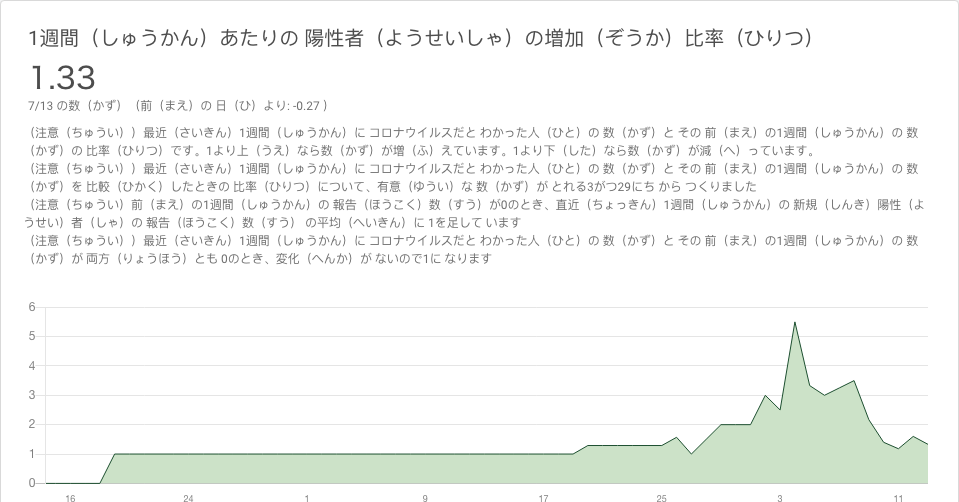 1週間（しゅうかん）あたりの 陽性者（ようせいしゃ）の増加（ぞうか）比率（ひりつ）
1.33
7/13 の数（かず）（前（まえ）の 日（ひ）より: -0.27 ）
（注意（ちゅうい））最近（さいきん）1週間（しゅうかん）に コロナウイルスだと わかった人（ひと）の 数（かず）と その 前（まえ）の1週間（しゅうかん）の 数
（かず）の 比率（ひりつ）です。1より上（うえ）なら数（かず）が増（ふ）えています。1より下（した）なら数（かず）が減（へ）っています。
（注意（ちゅうい））最近（さいきん）1週間（しゅうかん）に コロナウイルスだと わかった人（ひと）の 数（かず）と その 前（まえ）の1週間（しゅうかん）の 数
（かず）を 比較（ひかく）したときの 比率（ひりつ）について、有意（ゆうい）な 数（かず）が とれる3がつ29にち から つくりました
（注意（ちゅうい）前（まえ）の1週間（しゅうかん）の 報告（ほうこく）数（すう）が0のとき、直近（ちょっきん）1週間（しゅうかん）の 新規（しんき）陽性（よ
うせい）者（しゃ）の 報告（ほうこく）数（すう） の平均（へいきん）に 1を足して います
（注意（ちゅうい））最近（さいきん）1週間（しゅうかん）に コロナウイルスだと わかった人（ひと）の 数（かず）と その 前（まえ）の1週間（しゅうかん）の 数
（かず）が 両方（りょうほう）とも 0のとき、変化（へんか）が ないので1に なります
6
5
4
3
2
1
0
16 24 1 9 17 25 3 11